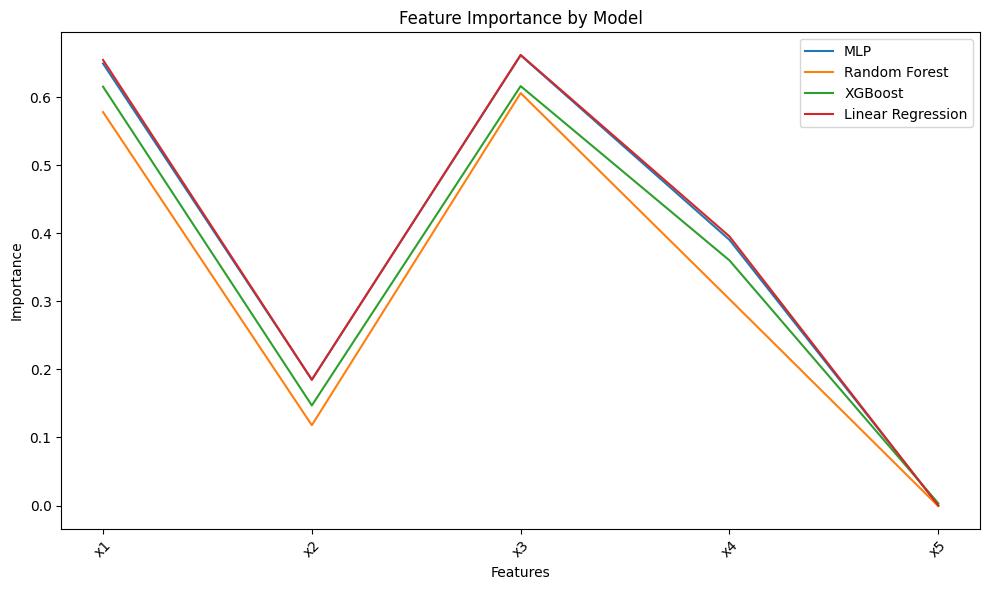 Feature Importance by Model
MLP
Random Forest
XGBoost
Linear Regression
Importance
0.6
0.5
0.4
0.3
0.2
0.1
0.0
x1
x2
x3
x4
x5
Features